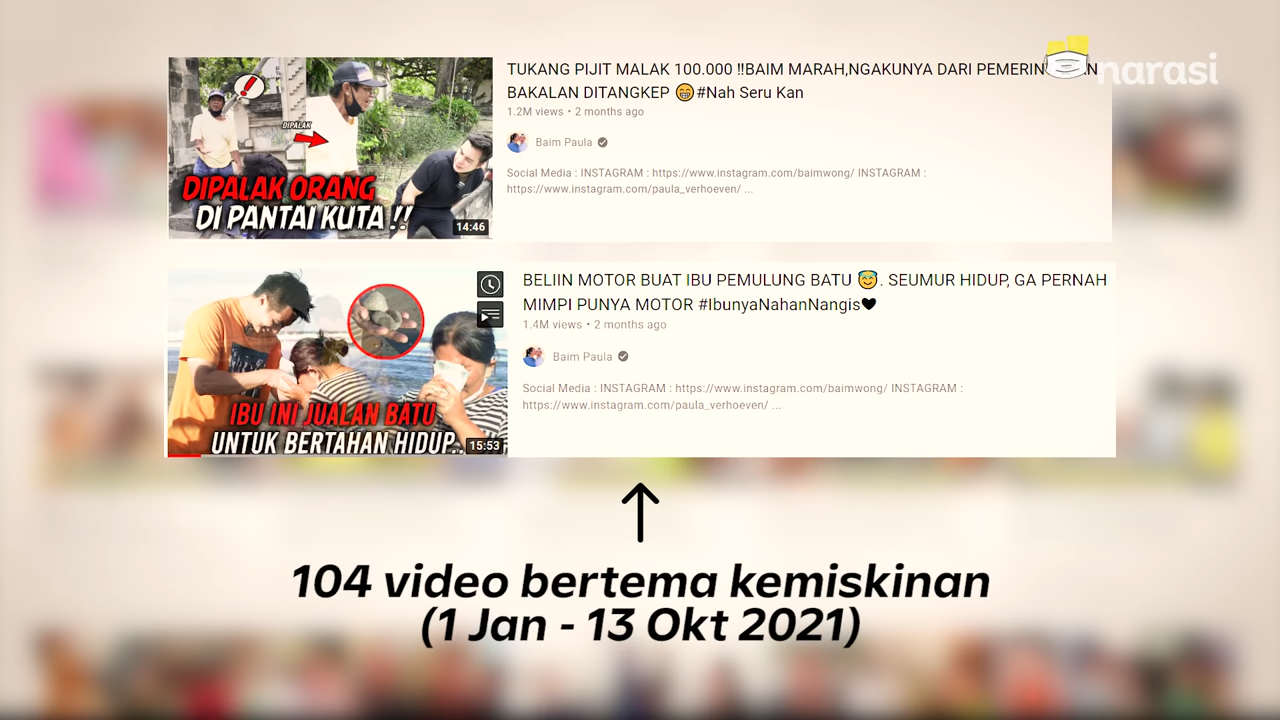 narasi
TUKANG PIJIT MALAK 100.000 !!BAIM MARAH,NGAKUNYA DARI
BAKALAN DITANGKEP 😁#Nah Seru Kan
1.2M views • 2 months ago
Baim Paula
Social Media : INSTAGRAM : https://www.instagram.com/baimwong/ INSTAGRAM :
https://www.instagram.com/paula_verhoeven/ ...
DIPALAK
DIPALAK ORANG
DI PANTAI KUTA !!
14:46
BELIIN MOTOR BUAT IBU PEMULUNG BATU 😇. SEUMUR HIDUP, GA PERNAH
MIMPI PUNYA MOTOR #IbunyaNahanNangis🖤
1.4M views • 2 months ago
Baim Paula
Social Media : INSTAGRAM : https://www.instagram.com/baimwong/ INSTAGRAM :
https://www.instagram.com/paula_verhoeven/ ...
IBU INI JUALAN BATU
UNTUK BERTAHAN HIDUP..
15:53
104 video bertema kemiskinan
(1 Jan - 13 Okt 2021)